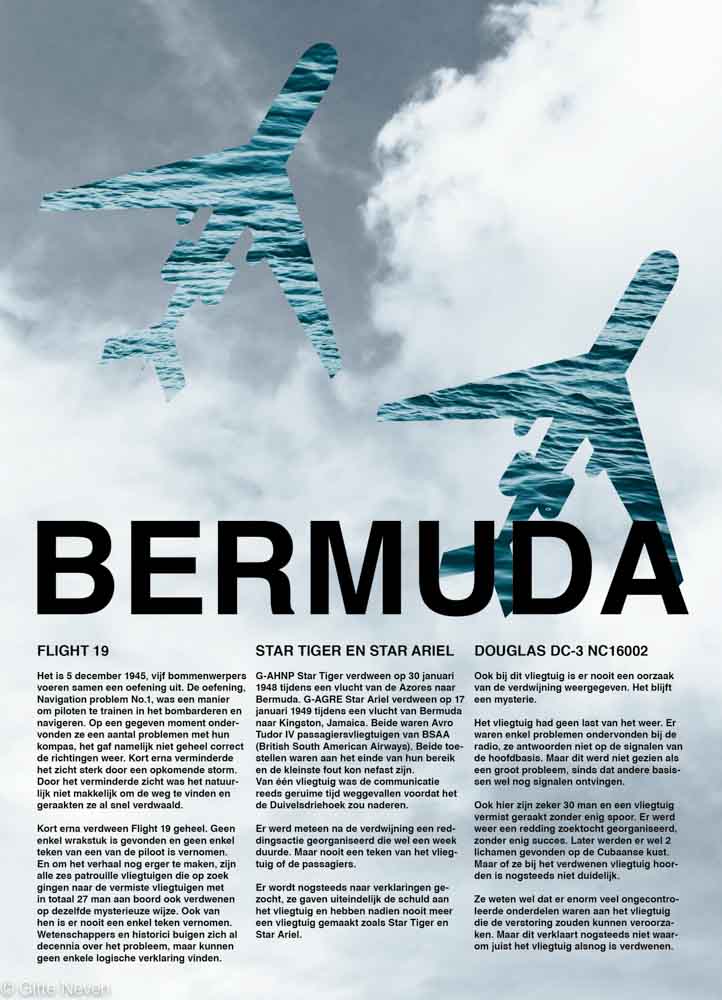 BERMUDA
FLIGHT 19
Het is 5 december 1945, vijf bommenwerpers
voeren samen een oefening uit. De oefening,
Navigation problem No.1, was een manier
om piloten te trainen in het bombarderen en
navigeren. Op een gegeven moment onder-
vonden ze een aantal problemen met hun
kompas, het gaf namelijk niet geheel correct
de richtingen weer. Kort erna verminderde
het zicht sterk door een opkomende storm.
Door het verminderde zicht was het natuur-
lijk niet makkelijk om de weg te vinden en
geraakten ze al snel verdwaald.
Kort erna verdween Flight 19 geheel. Geen
enkel wrakstuk is gevonden en geen enkel
teken van een van de piloot is vernomen.
En om het verhaal nog erger te maken, zijn
alle zes patrouille vliegtuigen die op zoek
gingen naar de vermiste vliegtuigen met
in totaal 27 man aan boord ook verdwenen
op dezelfde mysterieuze wijze. Ook van
hen is er nooit een enkel teken vernomen.
Wetenschappers en historici buigen zich al
decennia over het probleem, maar kunnen
geen enkele logische verklaring vinden.
STAR TIGER EN STAR ARIEL
G-AHNP Star Tiger verdween op 30 januari
1948 tijdens een vlucht van de Azores naar
Bermuda. G-AGRE Star Ariel verdween op 17
januari 1949 tijdens een vlucht van Bermuda
naar Kingston, Jamaica. Beide waren Avro
Tudor IV passagiersvliegtuigen van BSAA
(British South American Airways). Beide toe-
stellen waren aan het einde van hun bereik
en de kleinste fout kon nefast zijn.
Van één vliegtuig was de communicatie
reeds geruime tijd weggevallen voordat het
de Duivelsdriehoek zou naderen.
Er werd meteen na de verdwijning een red-
dingsactie georganiseerd die wel een week
duurde. Maar nooit een teken van het vlieg-
tuig of de passagiers.
Er wordt nogsteeds naar verklaringen ge-
zocht, ze gaven uiteindelijk de schuld aan
het vliegtuig en hebben nadien nooit meer
een vliegtuig gemaakt zoals Star Tiger en
Star Ariel.
DOUGLAS DC-3 NC16002
Ook bij dit vliegtuig is er nooit een oorzaak
van de verdwijning weergegeven. Het blijft
een mysterie.
Het vliegtuig had geen last van het weer. Er
waren enkel problemen ondervonden bij de
radio, ze antwoorden niet op de signalen van
de hoofdbasis. Maar dit werd niet gezien als
een groot probleem, sinds dat andere basis-
sen wel nog signalen ontvingen.
Ook hier zijn zeker 30 man en een vliegtuig
vermist geraakt zonder enig spoor. Er werd
weer een redding zoektocht georganiseerd,
zonder enig succes. Later werden er wel 2
lichamen gevonden op de Cubaanse kust.
Maar of ze bij het verdwenen vliegtuig hoor-
den is nogsteeds niet duidelijk.
Ze weten wel dat er enorm veel ongecontro-
leerde onderdelen waren aan het vliegtuig
die de verstoring zouden kunnen veroorza-
ken. Maar dit verklaart nogsteeds niet waar-
om juist het vliegtuig alsnog is verdwenen.
© Gitte Neven